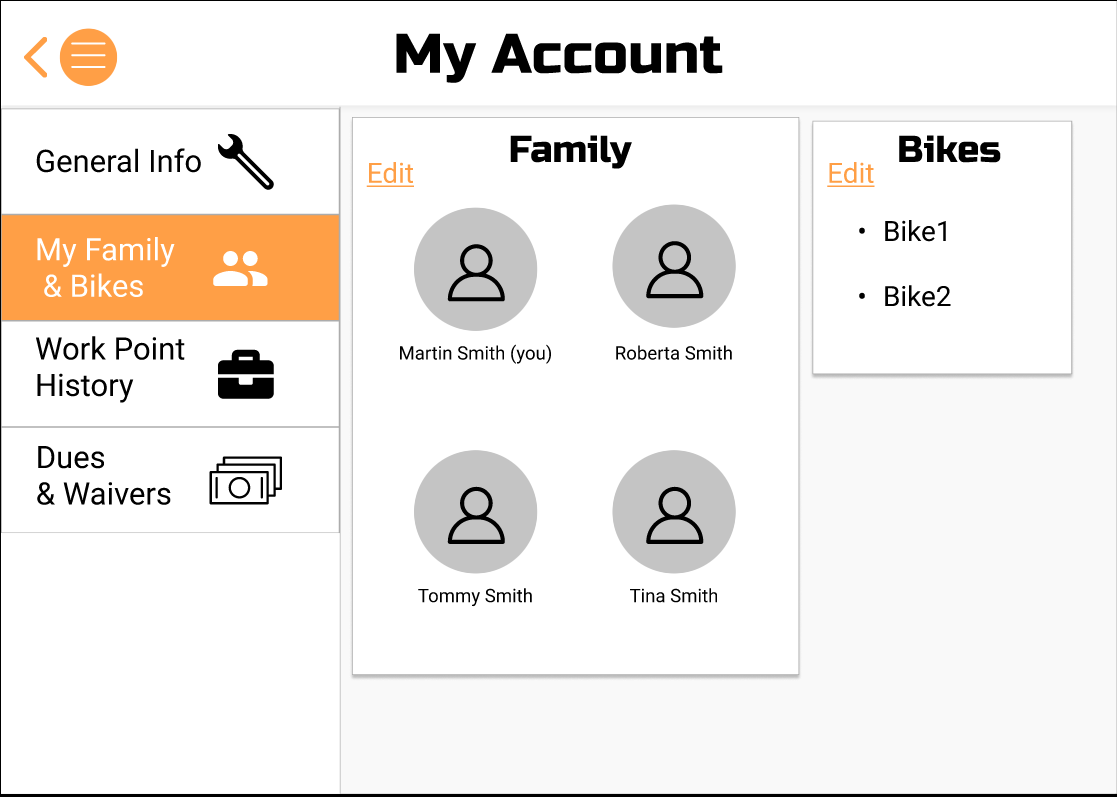 My Account
General Info
My Family
& Bikes
Work Point
History
Dues
& Waivers
Family
Edit
Martin Smith (you)
Roberta Smith
Tommy Smith
Tina Smith
Bikes
Edit
• Bike1
• Bike2